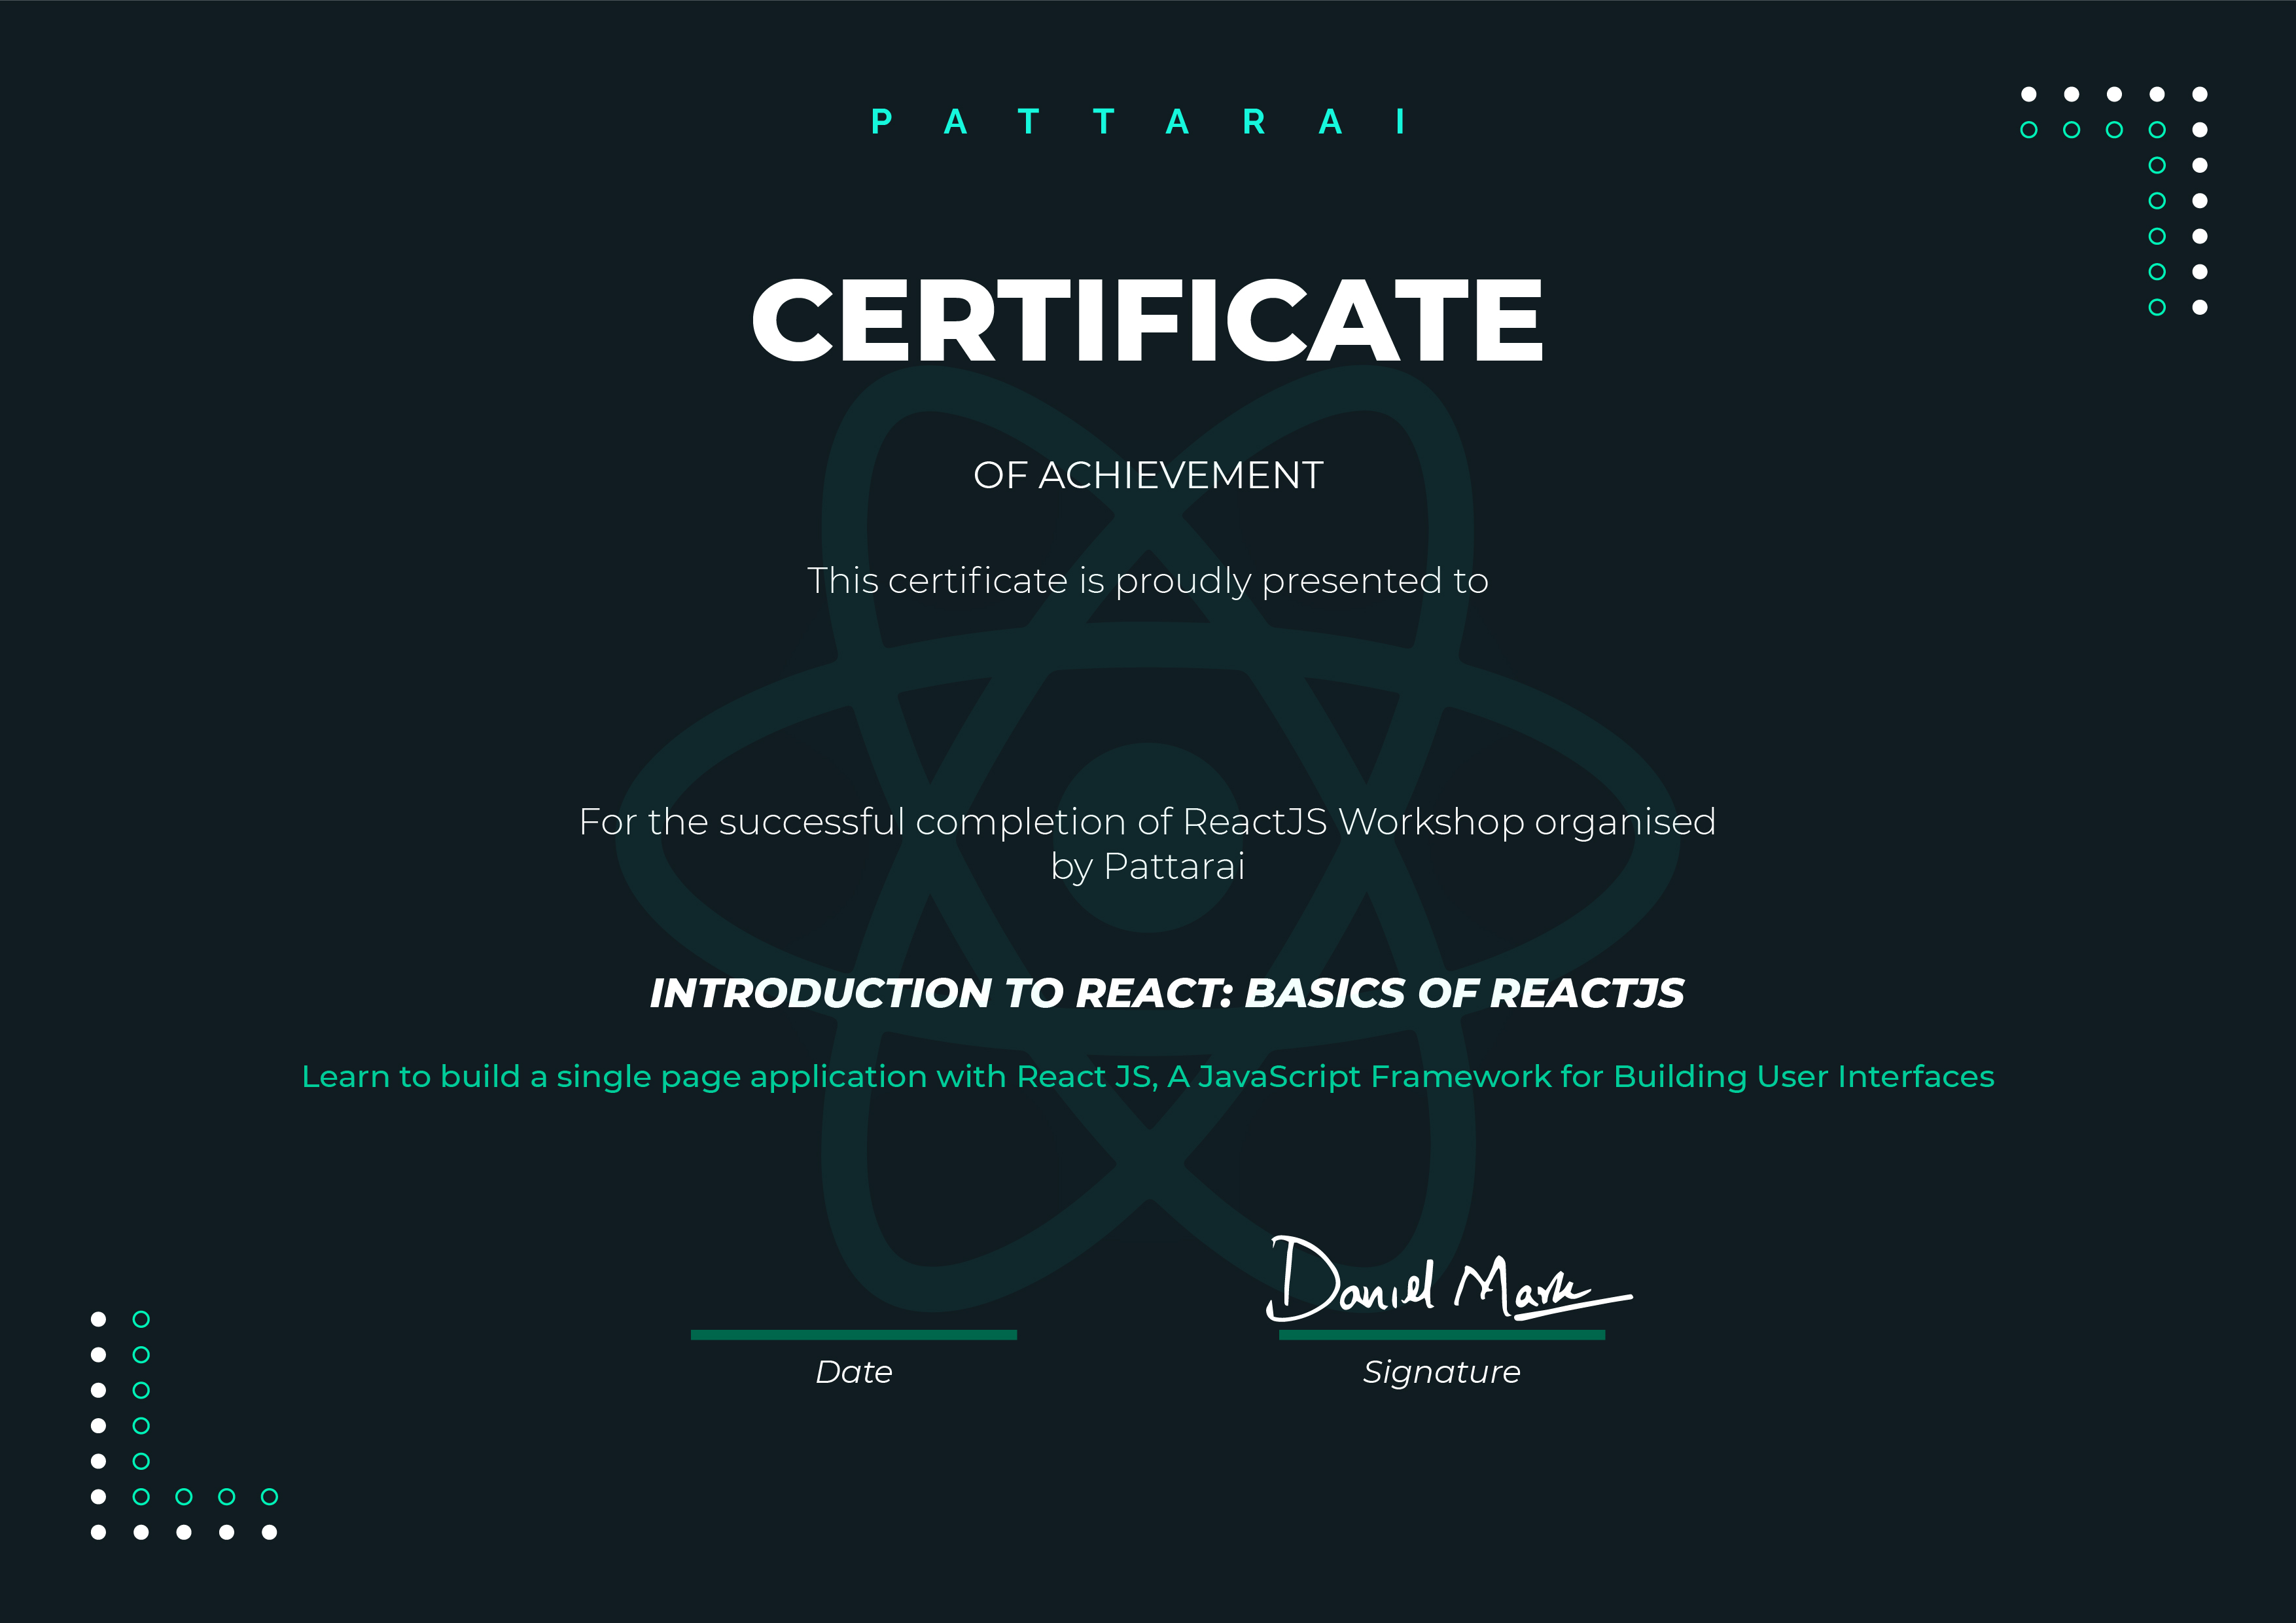 PATTARAI
CERTIFICATE
OF ACHIEVEMENT
This certificate is proudly presented to
For the successful completion of ReactJS Workshop organised
by Pattarai
INTRODUCTION TO REACT: BASICS OF REACTJS
Learn to build a single page application with React JS, A JavaScript Framework for Building User Interfaces
Daniel Mark
Date
Signature